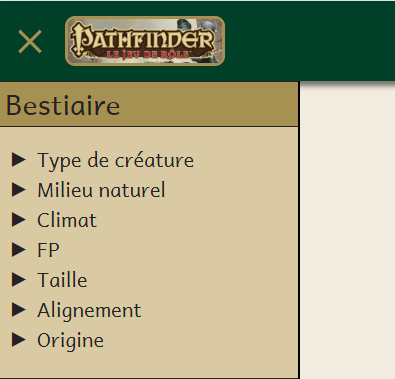 PATHFINDER
LE JEU DE RÔLE
Bestiaire
Type de créature
Milieu naturel
Climat
FP
Taille
Alignement
Origine